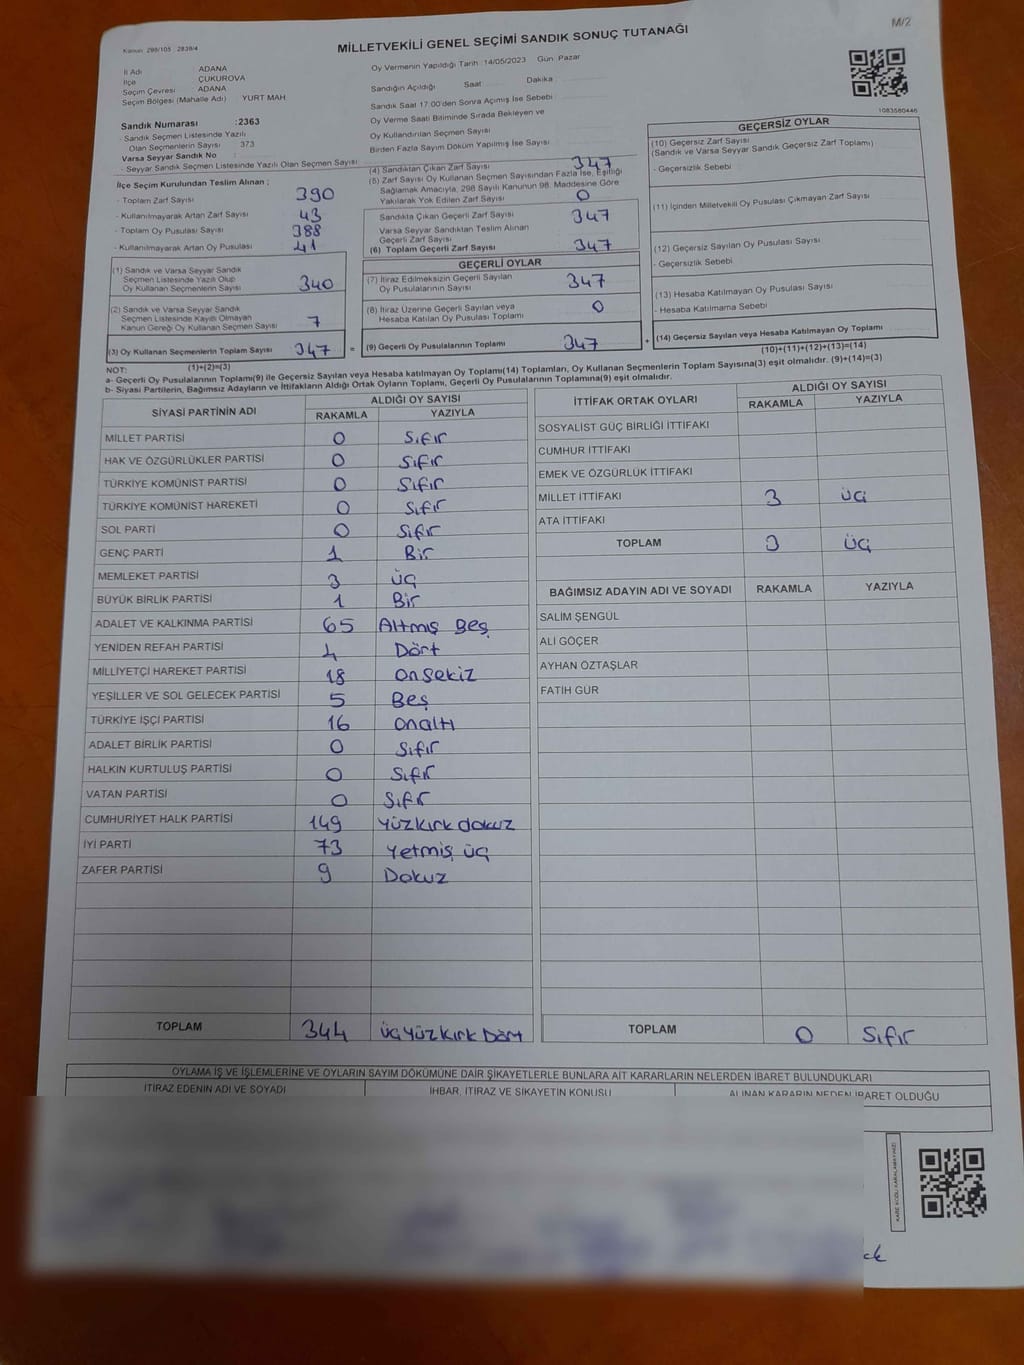 Kanun: 298/105 2839/4
MİLLETVEKİLİ GENEL SEÇİMİ SANDIK SONUÇ TUTANAĞI
M/2
İl Adı ADANA
İlçe ÇUKUROVA
Seçim Çevresi ADANA
Seçim Bölgesi (Mahalle Adı) YURT MAH
Oy Vermenin Yapıldığı Tarih :14/05/2023 Gün :Pazar
Sandığın Açıldığı Saat Dakika
Sandık Saat 17:00'den Sonra Açımış İse Sebebi
Oy Verme Saati Bitiminde Sırada Bekleyen ve
Oy Kullandırılan Seçmen Sayısı
Birden Fazla Sayım Döküm Yapılmış İse Sayısı
1083580446
Sandık Numarası :2363
- Sandık Seçmen Listesinde Yazılı
Olan Seçmenlerin Sayısı 373
Varsa Seyyar Sandık No
- Seyyar Sandık Seçmen Listesinde Yazılı Olan Seçmen Sayısı
İlçe Seçim Kurulundan Teslim Alınan ;
- Toplam Zarf Sayısı 390
- Kullanılmayarak Artan Zarf Sayısı 43
- Toplam Oy Pusulası Sayısı 388
- Kullanılmayarak Artan Oy Pusulası 41
(1) Sandık ve Varsa Seyyar Sandık
Seçmen Listesinde Yazılı Olup
Oy Kullanan Seçmenlerin Sayısı 340
(2) Sandık ve Varsa Seyyar Sandık
Seçmen Listesinde Kayıtlı Olmayan
Kanun Gereği Oy Kullanan Seçmen Sayısı 7
(3) Oy Kullanan Seçmenlerin Toplam Sayısı 347 =
(4) Sandıktan Çıkan Zarf Sayısı 347
(5) Zarf Sayısı Oy Kullanan Seçmen Sayısından Fazla İse, Eşitliği
Sağlamak Amacıyla, 298 Sayılı Kanunun 98. Maddesine Göre
Yakılarak Yok Edilen Zarf Sayısı 0
Sandıkta Çıkan Geçerli Zarf Sayısı 347
Varsa Seyyar Sandıktan Teslim Alınan
Geçerli Zarf Sayısı
(6) Toplam Geçerli Zarf Sayısı 347
GEÇERLİ OYLAR
(7) İtiraz Edilmeksizin Geçerli Sayılan
Oy Pusulalarının Sayısı 347
(8) İtiraz Üzerine Geçerli Sayılan veya
Hesaba Katılan Oy Pusulası Toplamı 0
(9) Geçerli Oy Pusulalarının Toplamı 347 +
GEÇERSİZ OYLAR
(10) Geçersiz Zarf Sayısı
(Sandık ve Varsa Seyyar Sandık Geçersiz Zarf Toplamı)
- Geçersizlik Sebebi
(11) İçinden Milletvekili Oy Pusulası Çıkmayan Zarf Sayısı
(12) Geçersiz Sayılan Oy Pusulası Sayısı
- Geçersizlik Sebebi
(13) Hesaba Katılmayan Oy Pusulası Sayısı
- Hesaba Katılmama Sebebi
(14) Geçersiz Sayılan veya Hesaba Katılmayan Oy Toplamı
NOT: (1)+(2)=(3) (10)+(11)+(12)+(13)=(14)
a- Geçerli Oy Pusulalarının Toplamı(9) ile Geçersiz Sayılan veya Hesaba katılmayan Oy Toplamı(14) Toplamları, Oy Kullanan Seçmenlerin Toplam Sayısına(3) eşit olmalıdır. (9)+(14)=(3)
b- Siyasi Partilerin, Bağımsız Adayların ve İttifakların Aldığı Ortak Oyların Toplamı, Geçerli Oy Pusulalarının Toplamına(9) eşit olmalıdır.
SİYASİ PARTİNİN ADI ALDIĞI OY SAYISI
RAKAMLA YAZIYLA
MİLLET PARTİSİ 0 Sıfır
HAK VE ÖZGÜRLÜKLER PARTİSİ 0 Sıfır
TÜRKİYE KOMÜNİST PARTİSİ 0 Sıfır
TÜRKİYE KOMÜNİST HAREKETİ 0 Sıfır
SOL PARTİ 0 Sıfır
GENÇ PARTİ 1 Bir
MEMLEKET PARTİSİ 3 üç
BÜYÜK BİRLİK PARTİSİ 1 Bir
ADALET VE KALKINMA PARTİSİ 65 Altmış Beş
YENİDEN REFAH PARTİSİ 4 Dört
MİLLİYETÇİ HAREKET PARTİSİ 18 onsekiz
YEŞİLLER VE SOL GELECEK PARTİSİ 5 Beş
TÜRKİYE İŞÇİ PARTİSİ 16 onaltı
ADALET BİRLİK PARTİSİ 0 Sıfır
HALKIN KURTULUŞ PARTİSİ 0 Sıfır
VATAN PARTİSİ 0 Sıfır
CUMHURİYET HALK PARTİSİ 149 yüzkırk dokuz
İYİ PARTİ 73 yetmiş üç
ZAFER PARTİSİ 9 Dokuz
TOPLAM 344 üçyüzkırk Dört
İTTİFAK ORTAK OYLARI ALDIĞI OY SAYISI
RAKAMLA YAZIYLA
SOSYALİST GÜÇ BİRLİĞİ İTTİFAKI
CUMHUR İTTİFAKI
EMEK VE ÖZGÜRLÜK İTTİFAKI
MİLLET İTTİFAKI 3 üç
ATA İTTİFAKI
TOPLAM 3 üç
BAĞIMSIZ ADAYIN ADI VE SOYADI RAKAMLA YAZIYLA
SALİM ŞENGÜL
ALİ GÖÇER
AYHAN ÖZTAŞLAR
FATİH GÜR
TOPLAM 0 Sıfır
OYLAMA İŞ VE İŞLEMLERİNE VE OYLARIN SAYIM DÖKÜMÜNE DAİR ŞİKAYETLERLE BUNLARA AİT KARARLARIN NELERDEN İBARET BULUNDUKLARI
İTİRAZ EDENİN ADI VE SOYADI İHBAR, İTİRAZ VE ŞİKAYETİN KONUSU ALINAN KARARIN NEDEN İBARET OLDUĞU
KARE KODU KARALAMAYINIZ!